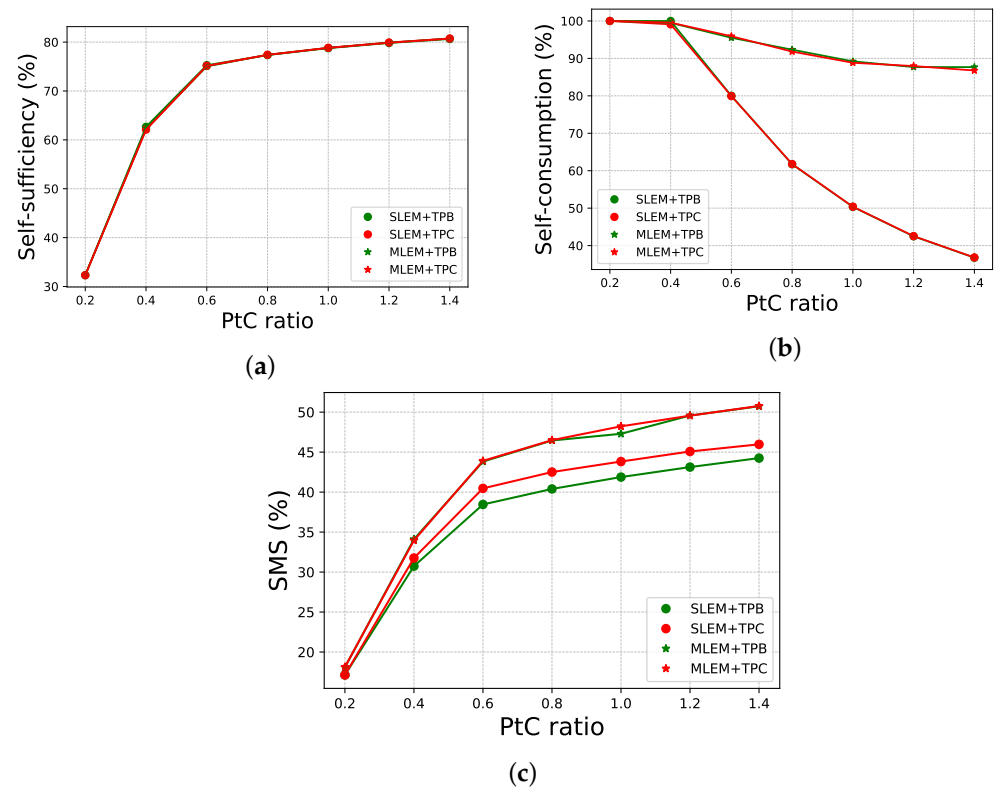 Self-sufficiency (%)
80
70
60
50
40
30
0.2 0.4 0.6 0.8 1.0 1.2 1.4
PtC ratio
SLEM+TPB
SLEM+TPC
MLEM+TPB
MLEM+TPC
(a)
Self-consumption (%)
100
90
80
70
60
50
40
0.2 0.4 0.6 0.8 1.0 1.2 1.4
PtC ratio
SLEM+TPB
SLEM+TPC
MLEM+TPB
MLEM+TPC
(b)
SMS (%)
50
45
40
35
30
25
20
0.2 0.4 0.6 0.8 1.0 1.2 1.4
PtC ratio
SLEM+TPB
SLEM+TPC
MLEM+TPB
MLEM+TPC
(c)